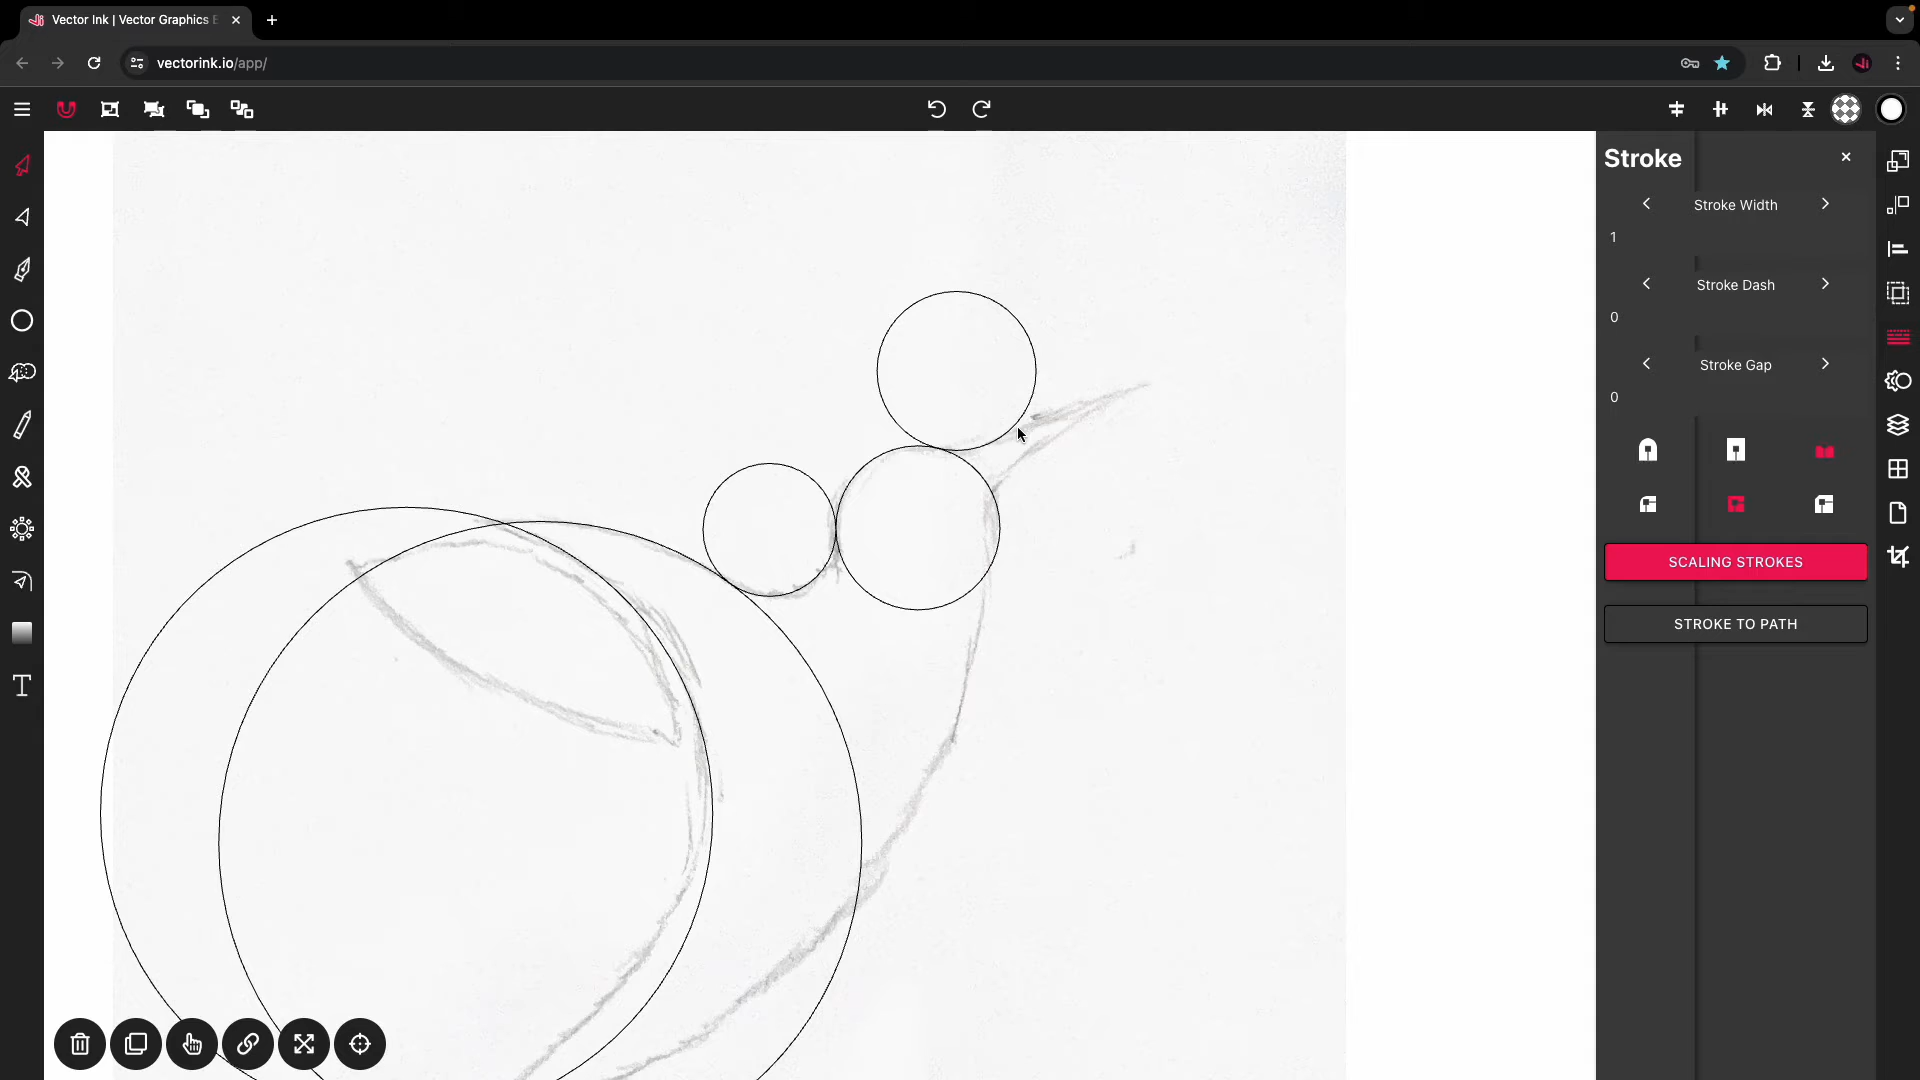 Vector Ink | Vector Graphics E
vectorink.io/app/
Stroke
Stroke Width
1
Stroke Dash
0
Stroke Gap
0
SCALING STROKES
STROKE TO PATH